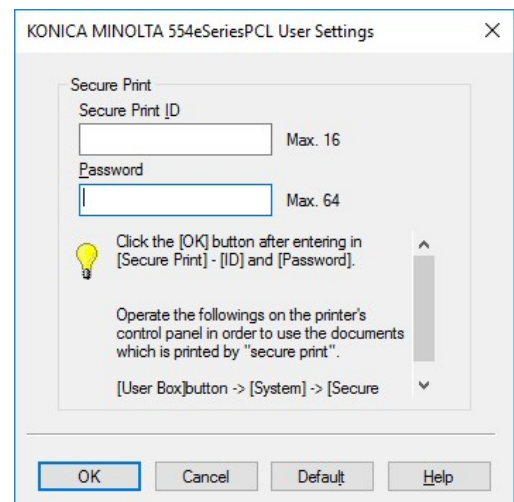 KONICA MINOLTA 554eSeriesPCL User Settings
Secure Print
Secure Print ID
Max. 16
Password
Max. 64
Click the [OK] button after entering in
[Secure Print] - [ID] and [Password].
Operate the followings on the printer's
control panel in order to use the documents
which is printed by "secure print".
[User Box]button -> [System] -> [Secure
OK
Cancel
Default
Help